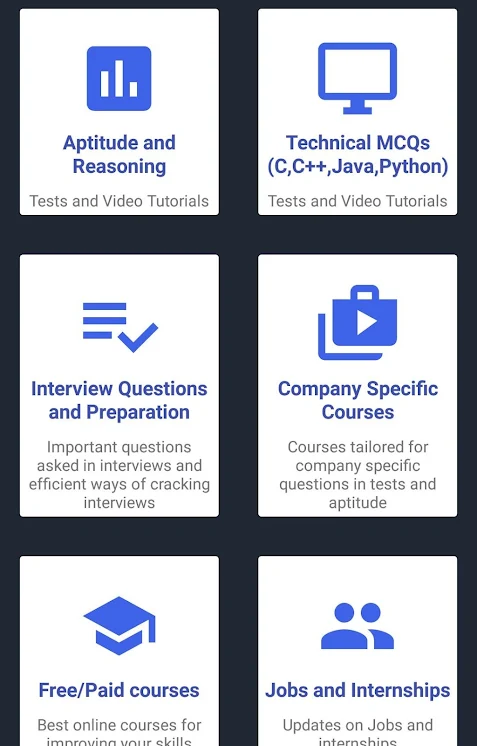 Aptitude and
Reasoning
Tests and Video Tutorials
Technical MCQs
(C,C++,Java,Python)
Tests and Video Tutorials
Interview Questions
and Preparation
Important questions
asked in interviews and
efficient ways of cracking
interviews
Company Specific
Courses
Courses tailored for
company specific
questions in tests and
aptitude
Free/Paid courses
Best online courses for
improving your skills
Jobs and Internships
Updates on Jobs and
internships